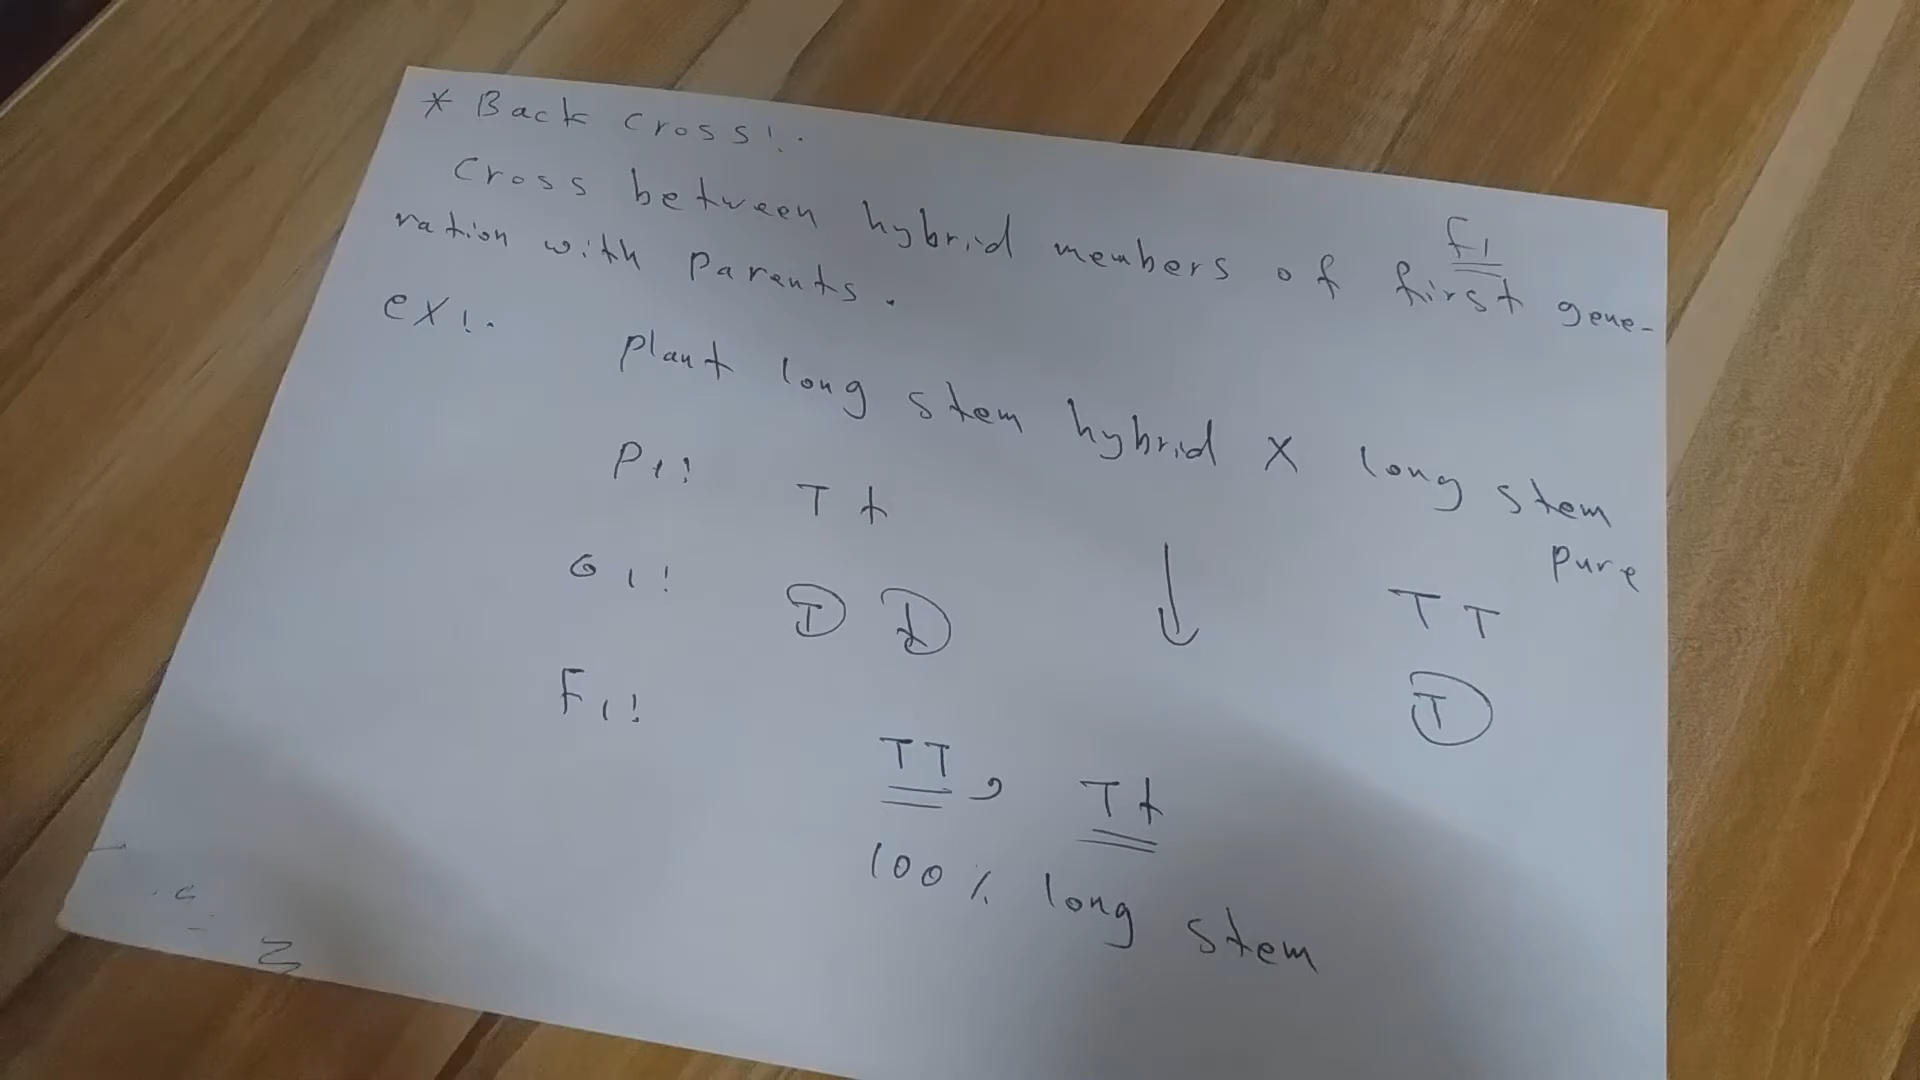 * Back cross:.
F1
Cross between hybrid members of first gene-
ration with Parents.
ex:. Plant long stem hybrid X long stem
pure
P1: Tt TT
G1: T t T
F1: TT, Tt
100% long stem